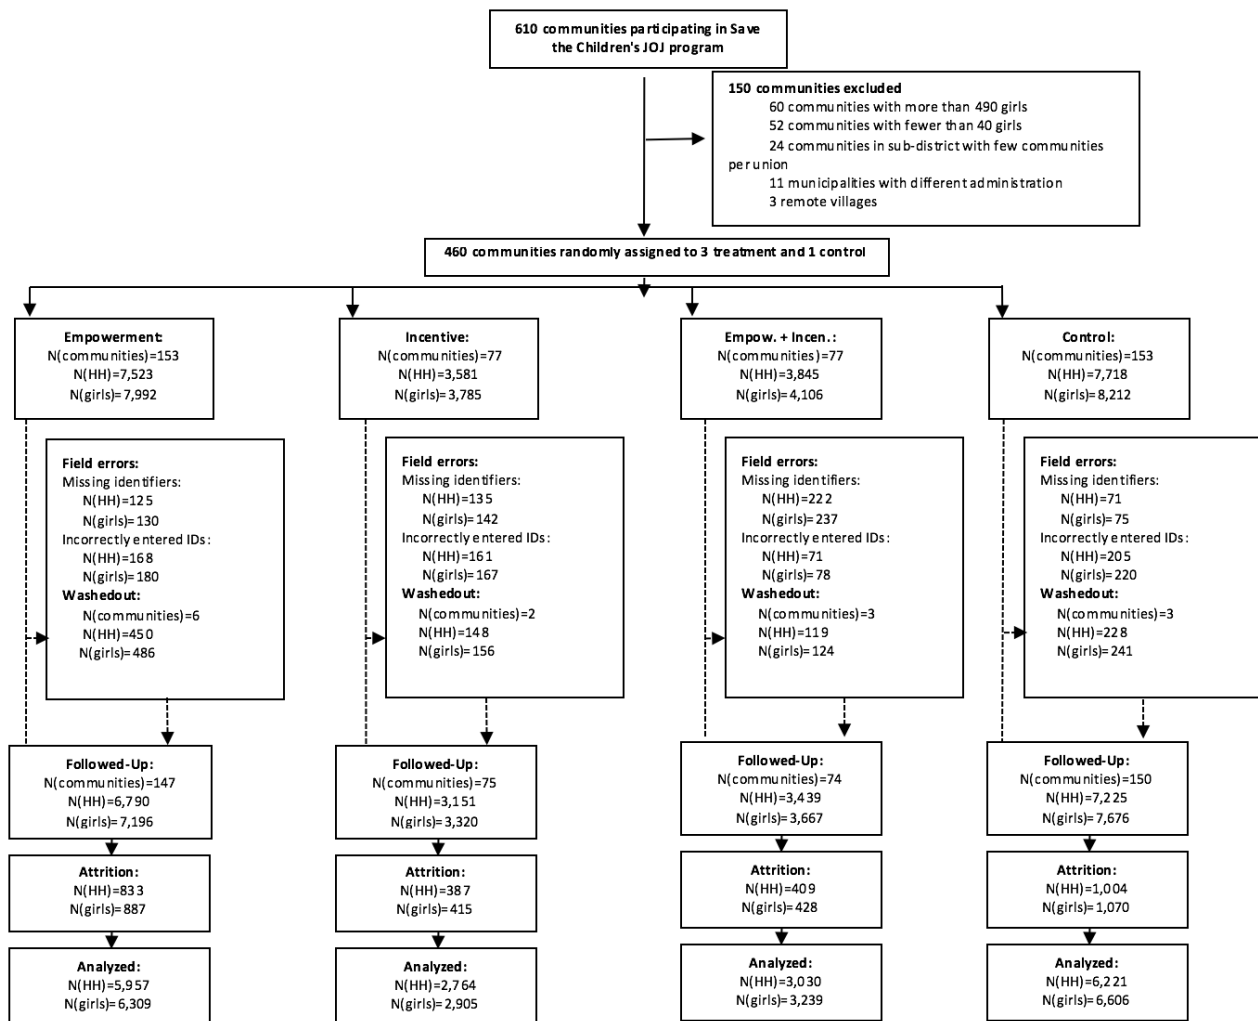 610 communities participating in Save
the Children's JOJ program
150 communities excluded
60 communities with more than 490 girls
52 communities with fewer than 40 girls
24 communities in sub-district with few communities
per union
11 municipalities with different administration
3 remote villages
460 communities randomly assigned to 3 treatment and 1 control
Empowerment:
N(communities)=153
N(HH)=7,523
N(girls)=7,992
Incentive:
N(communities)=77
N(HH)=3,581
N(girls)=3,785
Empow. + Incen.:
N(communities)=77
N(HH)=3,845
N(girls)=4,106
Control:
N(communities)=153
N(HH)=7,718
N(girls)=8,212
Field errors:
Missing identifiers:
N(HH)=125
N(girls)=130
Incorrectly entered IDs:
N(HH)=168
N(girls)=180
Washedout:
N(communities)=6
N(HH)=450
N(girls)=486
Field errors:
Missing identifiers:
N(HH)=135
N(girls)=142
Incorrectly entered IDs:
N(HH)=161
N(girls)=167
Washedout:
N(communities)=2
N(HH)=148
N(girls)=156
Field errors:
Missing identifiers:
N(HH)=222
N(girls)=237
Incorrectly entered IDs:
N(HH)=71
N(girls)=78
Washedout:
N(communities)=3
N(HH)=119
N(girls)=124
Field errors:
Missing identifiers:
N(HH)=71
N(girls)=75
Incorrectly entered IDs:
N(HH)=205
N(girls)=220
Washedout:
N(communities)=3
N(HH)=228
N(girls)=241
Followed-Up:
N(communities)=147
N(HH)=6,790
N(girls)=7,196
Followed-Up:
N(communities)=75
N(HH)=3,151
N(girls)=3,320
Followed-Up:
N(communities)=74
N(HH)=3,439
N(girls)=3,667
Followed-Up:
N(communities)=150
N(HH)=7,225
N(girls)=7,676
Attrition:
N(HH)=833
N(girls)=887
Attrition:
N(HH)=387
N(girls)=415
Attrition:
N(HH)=409
N(girls)=428
Attrition:
N(HH)=1,004
N(girls)=1,070
Analyzed:
N(HH)=5,957
N(girls)=6,309
Analyzed:
N(HH)=2,764
N(girls)=2,905
Analyzed:
N(HH)=3,030
N(girls)=3,239
Analyzed:
N(HH)=6,221
N(girls)=6,606